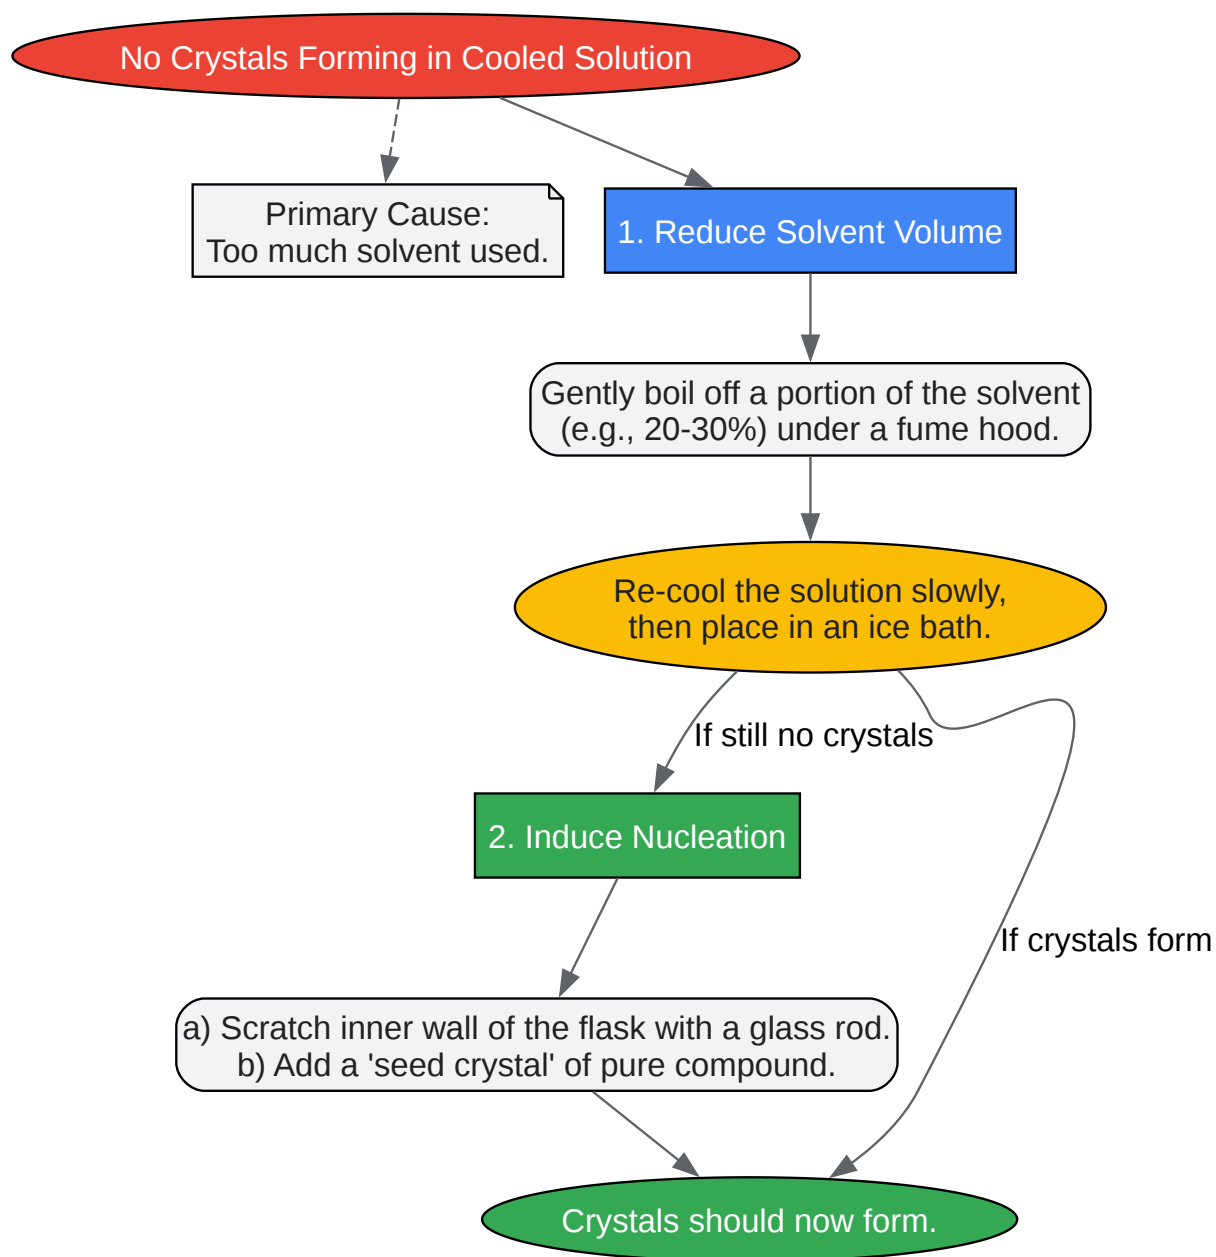 No Crystals Forming in Cooled Solution
Primary Cause:
Too much solvent used.
1. Reduce Solvent Volume
Gently boil off a portion of the solvent
(e.g., 20-30%) under a fume hood.
Re-cool the solution slowly,
then place in an ice bath.
If still no crystals
2. Induce Nucleation
If crystals form
a) Scratch inner wall of the flask with a glass rod.
b) Add a 'seed crystal' of pure compound.
Crystals should now form.